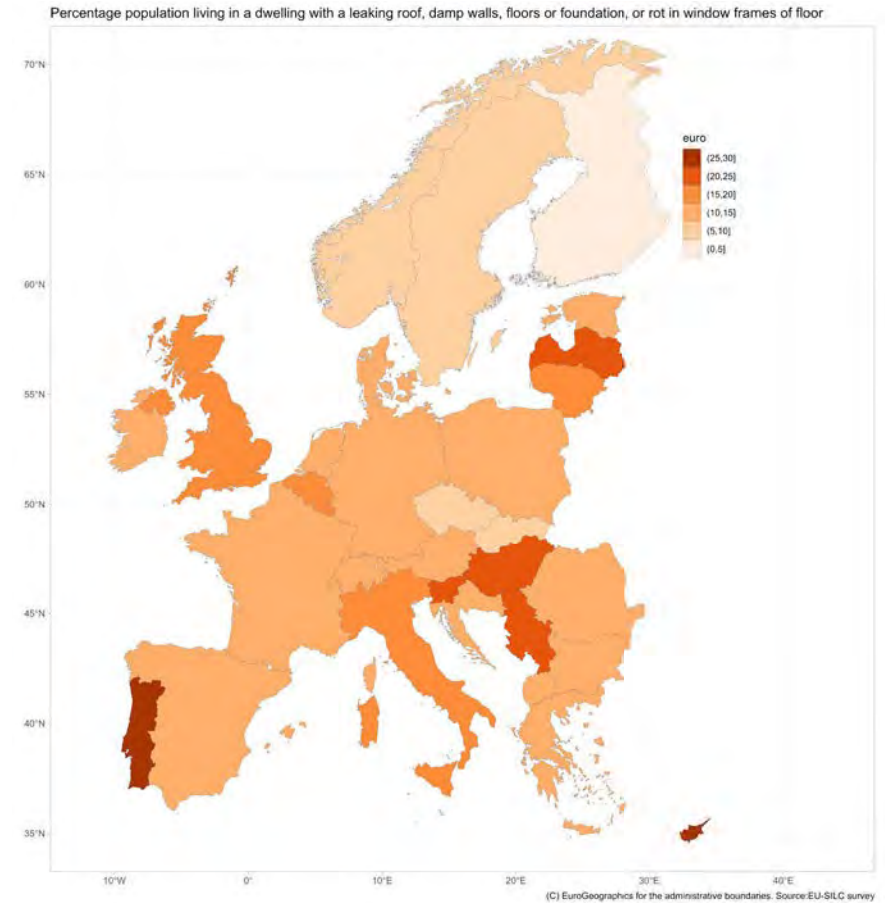 Percentage population living in a dwelling with a leaking roof, damp walls, floors or foundation, or rot in window frames of floor
70°N
65°N
60°N
55°N
50°N
45°N
40°N
35°N
euro
(25,30]
(20,25]
(15,20]
(10,15]
(5,10]
(0,5]
10°W
0°
10°E
20°E
30°E
40°E
(C) EuroGeographics for the administrative boundaries. Source:EU-SILC survey